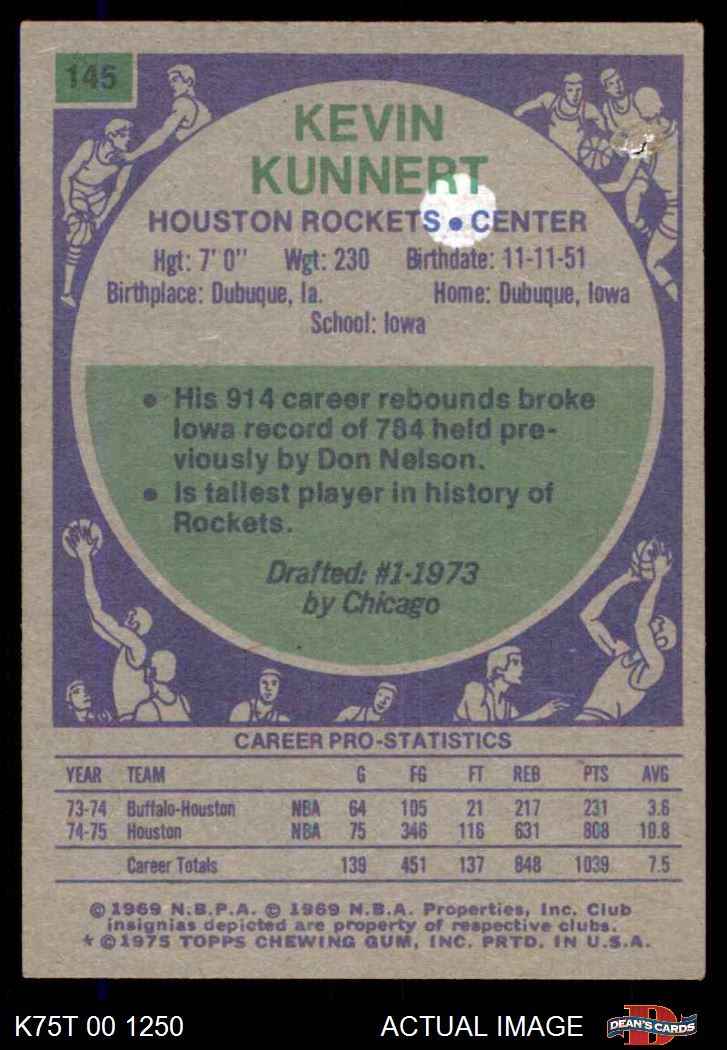 145
KEVIN
KUNNERT
HOUSTON ROCKETS • CENTER
Hgt: 7' 0" Wgt: 230 Birthdate: 11-11-51
Birthplace: Dubuque, Ia. Home: Dubuque, Iowa
School: Iowa
• His 914 career rebounds broke
Iowa record of 784 held pre-
viously by Don Nelson.
• Is tallest player in history of
Rockets.
Drafted: #1-1973
by Chicago
CAREER PRO-STATISTICS
YEAR TEAM G FG FT REB PTS AVG
73-74 Buffalo-Houston NBA 64 105 21 217 231 3.6
74-75 Houston NBA 75 346 116 631 808 10.8
Career Totals 139 451 137 848 1039 7.5
© 1969 N.B.P.A. © 1969 N.B.A. Properties, Inc. Club
insignias depicted are property of respective clubs.
* © 1975 TOPPS CHEWING GUM, INC. PRTD. IN U.S.A.
K75T 00 1250 ACTUAL IMAGE D DEAN'S CARDS